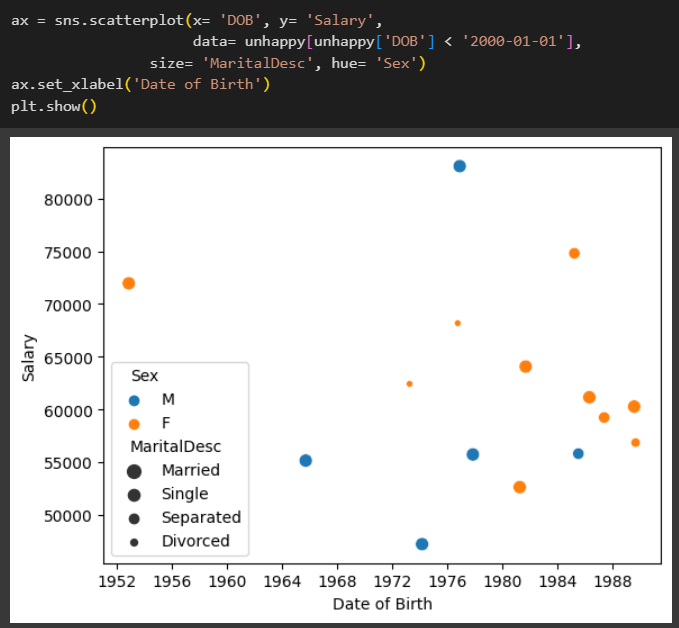 ax = sns.scatterplot(x= 'DOB', y= 'Salary',
data= unhappy[unhappy['DOB'] < '2000-01-01'],
size= 'MaritalDesc', hue= 'Sex')
ax.set_xlabel('Date of Birth')
plt.show()
80000
75000
70000
65000
60000
55000
50000
Salary
Sex
M
F
MaritalDesc
Married
Single
Separated
Divorced
1952 1956 1960 1964 1968 1972 1976 1980 1984 1988
Date of Birth